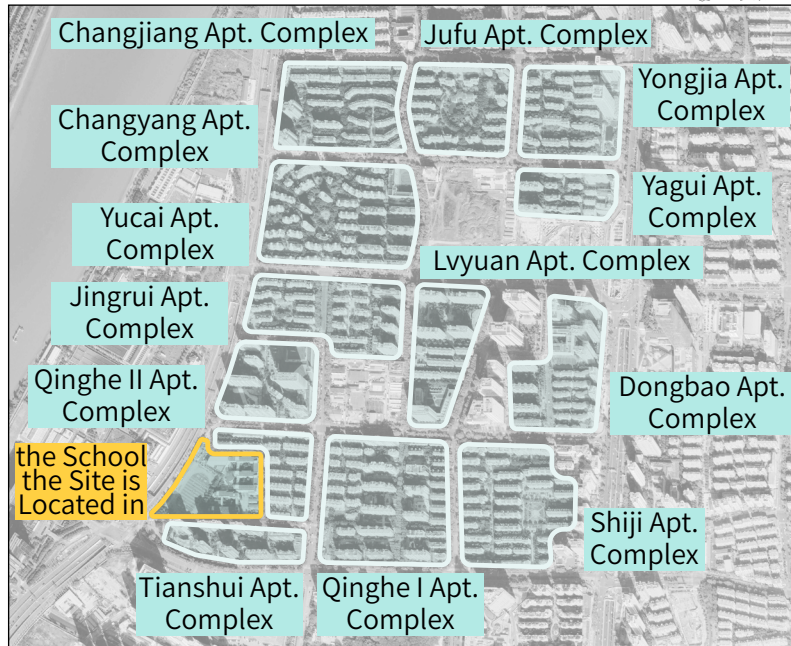 Changjiang Apt. Complex
Jufu Apt. Complex
Yongjia Apt.
Complex
Changyang Apt.
Complex
Yagui Apt.
Complex
Yucai Apt.
Complex
Lvyuan Apt. Complex
Jingrui Apt.
Complex
Qinghe II Apt.
Complex
Dongbao Apt.
Complex
the School
the Site is
Located in
Shiji Apt.
Complex
Tianshui Apt.
Complex
Qinghe I Apt.
Complex